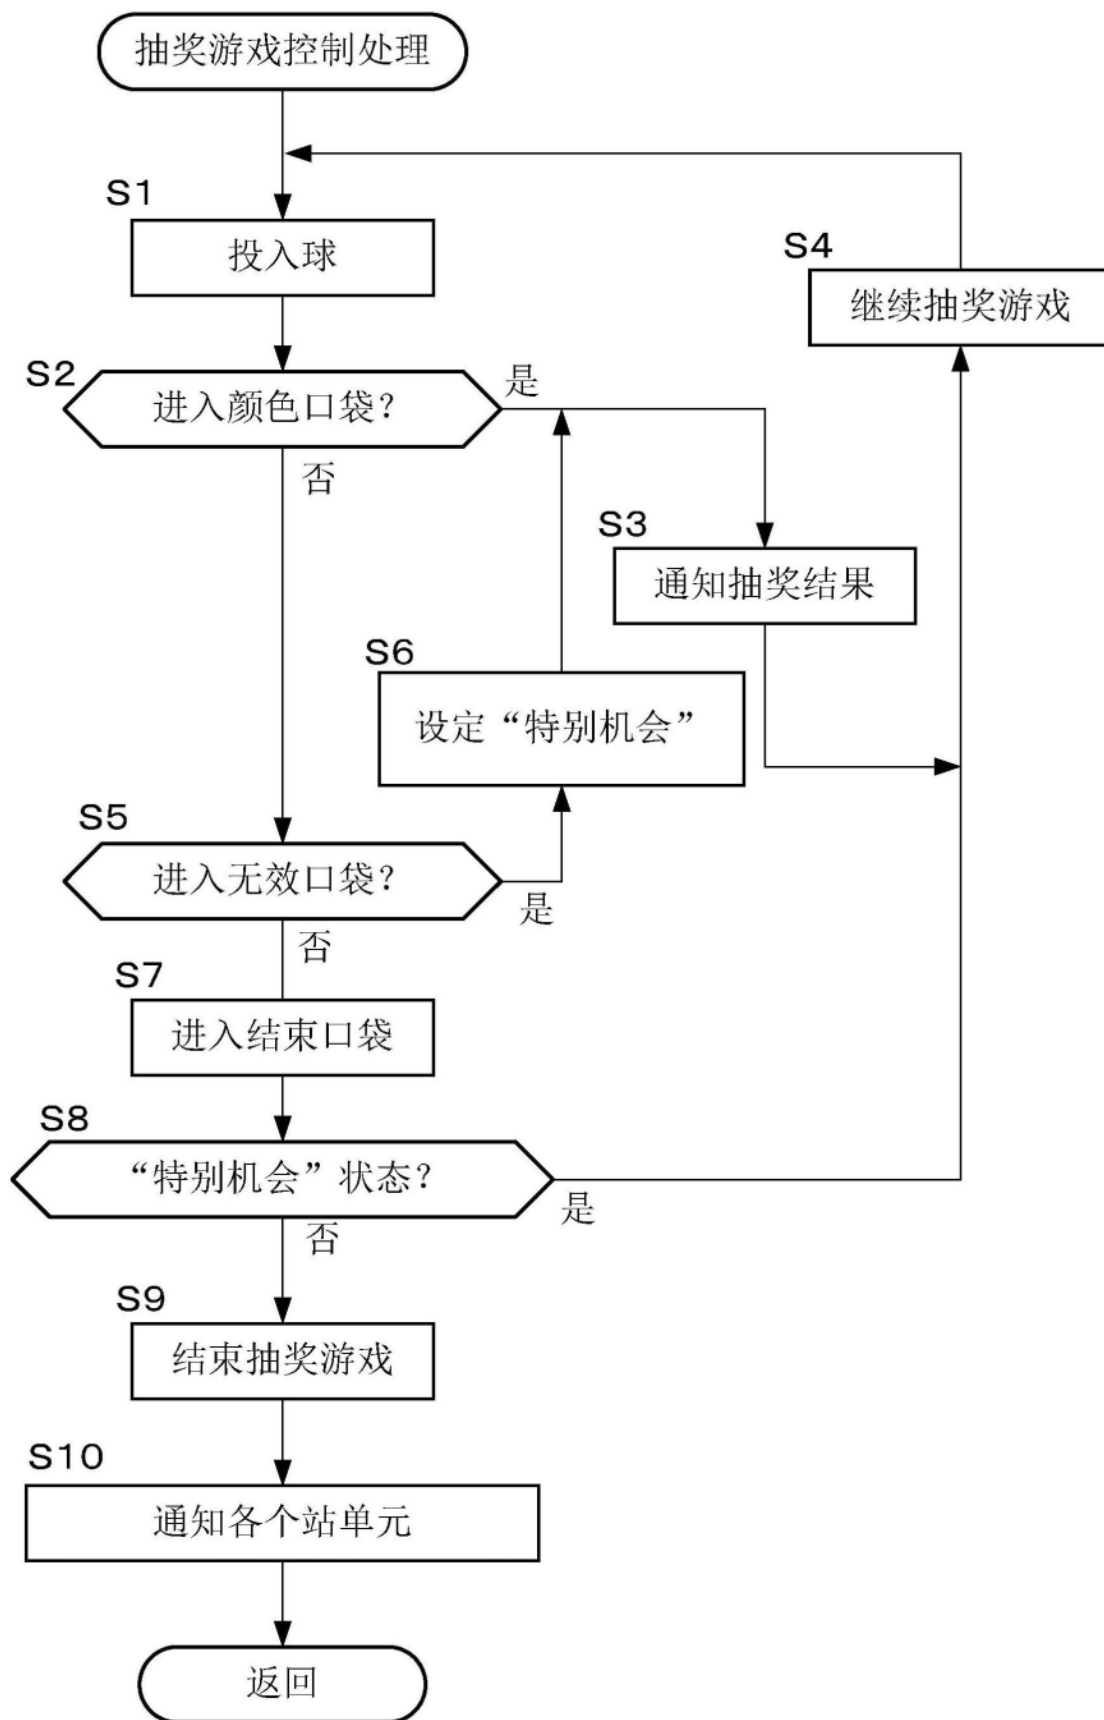 抽奖游戏控制处理
S1
投入球
S4
继续抽奖游戏
S2
进入颜色口袋？
是
否
S3
通知抽奖结果
S6
设定“特别机会”
S5
进入无效口袋？
是
否
S7
进入结束口袋
S8
“特别机会”状态？
是
否
S9
结束抽奖游戏
S10
通知各个站单元
返回